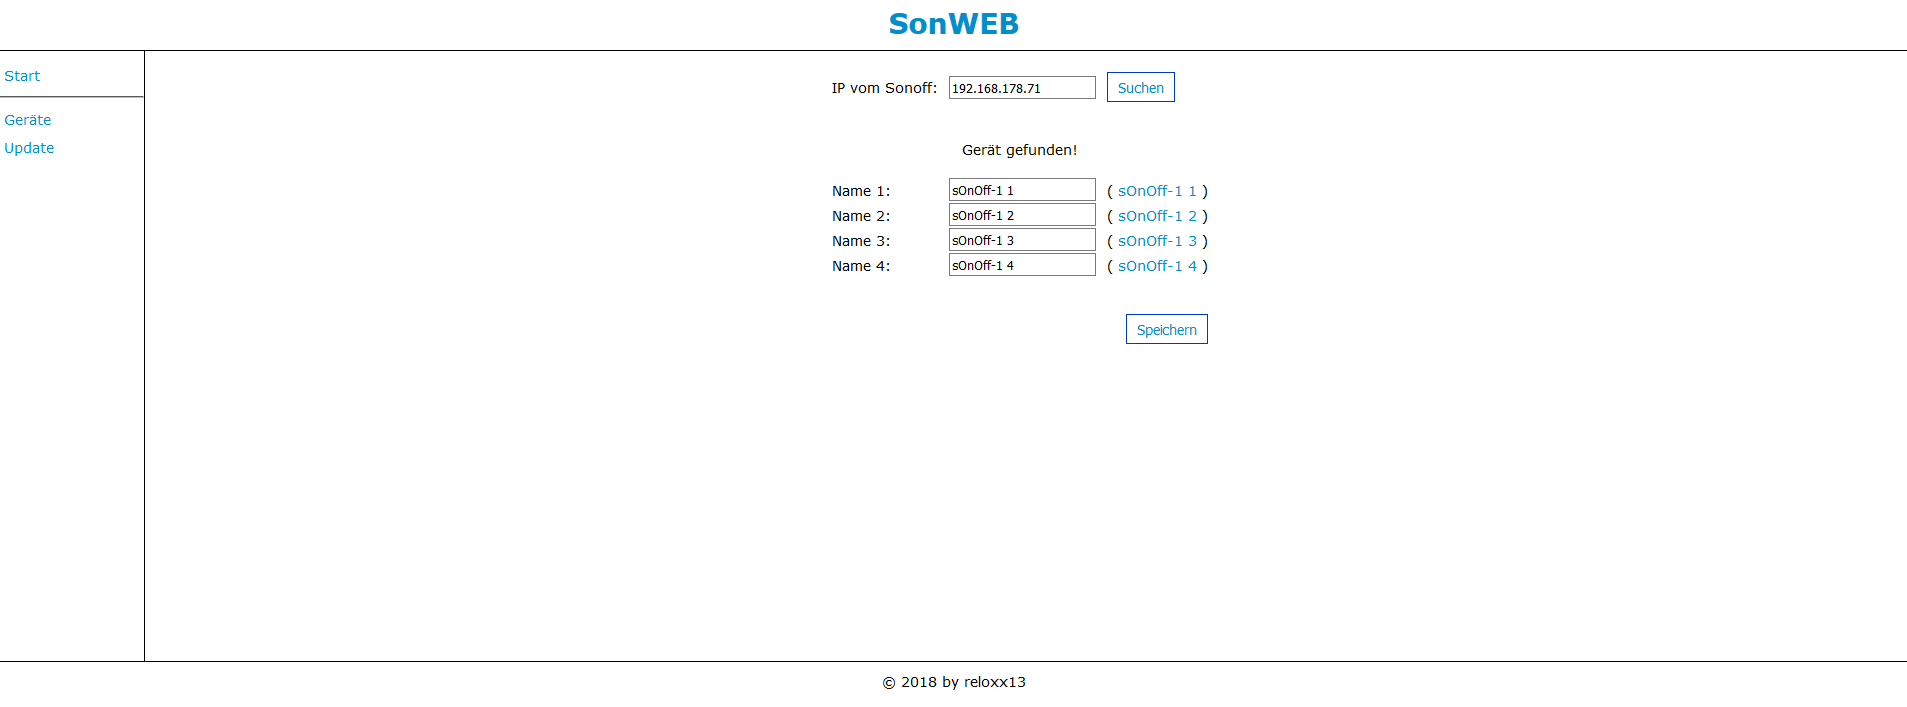 SonWEB
Start
Geräte
Update
IP vom Sonoff: 192.168.178.71 Suchen
Gerät gefunden!
Name 1: sOnOff-1 1 ( sOnOff-1 1 )
Name 2: sOnOff-1 2 ( sOnOff-1 2 )
Name 3: sOnOff-1 3 ( sOnOff-1 3 )
Name 4: sOnOff-1 4 ( sOnOff-1 4 )
Speichern
© 2018 by reloxx13